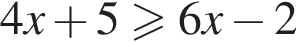 4x + 5 ⩾ 6x − 2